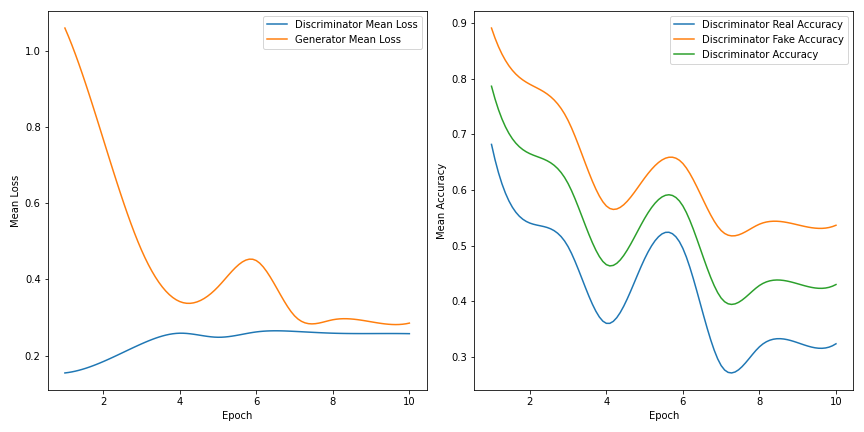 Discriminator Mean Loss
Generator Mean Loss
1.0
0.8
0.6
0.4
0.2
2
4
6
8
10
Epoch
Mean Loss
Discriminator Real Accuracy
Discriminator Fake Accuracy
Discriminator Accuracy
0.9
0.8
0.7
0.6
0.5
0.4
0.3
2
4
6
8
10
Epoch
Mean Accuracy